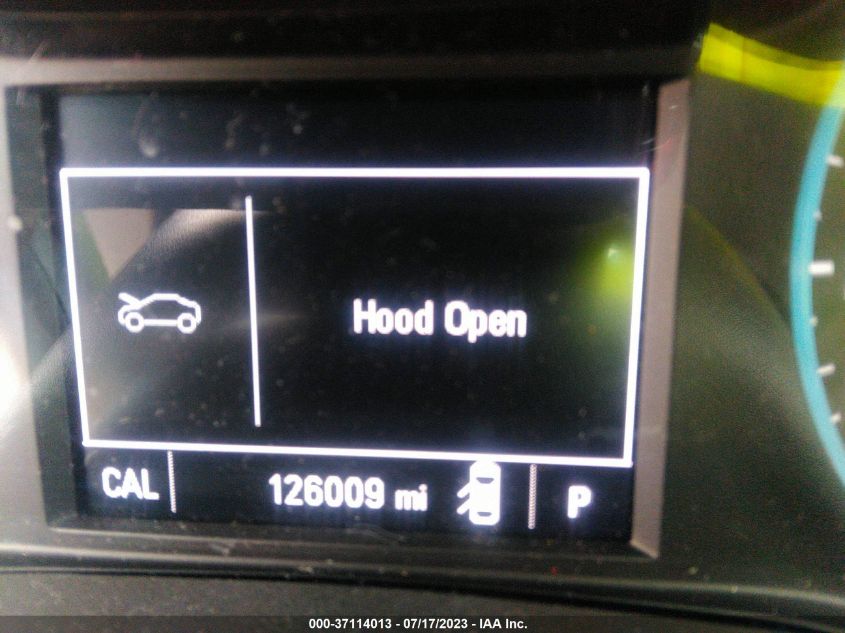 Hood Open
CAL 126009 mi P
000-37114013 - 07/17/2023 - IAA Inc.